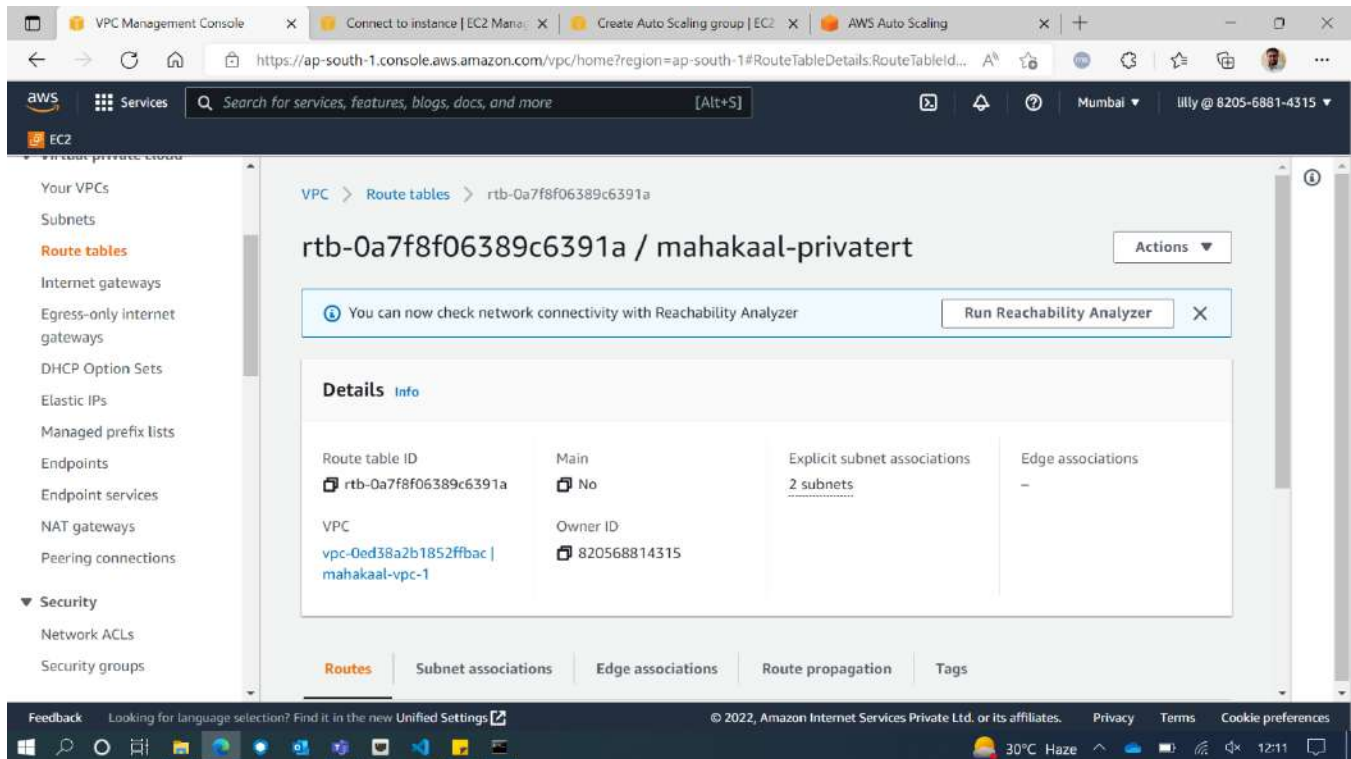 VPC Management Console
Connect to instance | EC2 Manag
Create Auto Scaling group | EC2
AWS Auto Scaling
https://ap-south-1.console.aws.amazon.com/vpc/home?region=ap-south-1#RouteTableDetails:RouteTableId...
aws
Services
Search for services, features, blogs, docs, and more
[Alt+S]
Mumbai ▼
lilly @ 8205-6881-4315 ▼
EC2
Virtual private cloud
Your VPCs
Subnets
Route tables
Internet gateways
Egress-only internet
gateways
DHCP Option Sets
Elastic IPs
Managed prefix lists
Endpoints
Endpoint services
NAT gateways
Peering connections
▼ Security
Network ACLs
Security groups
VPC > Route tables > rtb-0a7f8f06389c6391a
rtb-0a7f8f06389c6391a / mahakaal-privatert
Actions ▼
You can now check network connectivity with Reachability Analyzer
Run Reachability Analyzer
Details Info
Route table ID
rtb-0a7f8f06389c6391a
Main
No
Explicit subnet associations
2 subnets
Edge associations
–
VPC
vpc-0ed38a2b1852ffbac |
mahakaal-vpc-1
Owner ID
820568814315
Routes
Subnet associations
Edge associations
Route propagation
Tags
Feedback
Looking for language selection? Find it in the new Unified Settings
© 2022, Amazon Internet Services Private Ltd. or its affiliates.
Privacy
Terms
Cookie preferences
30°C Haze
12:11